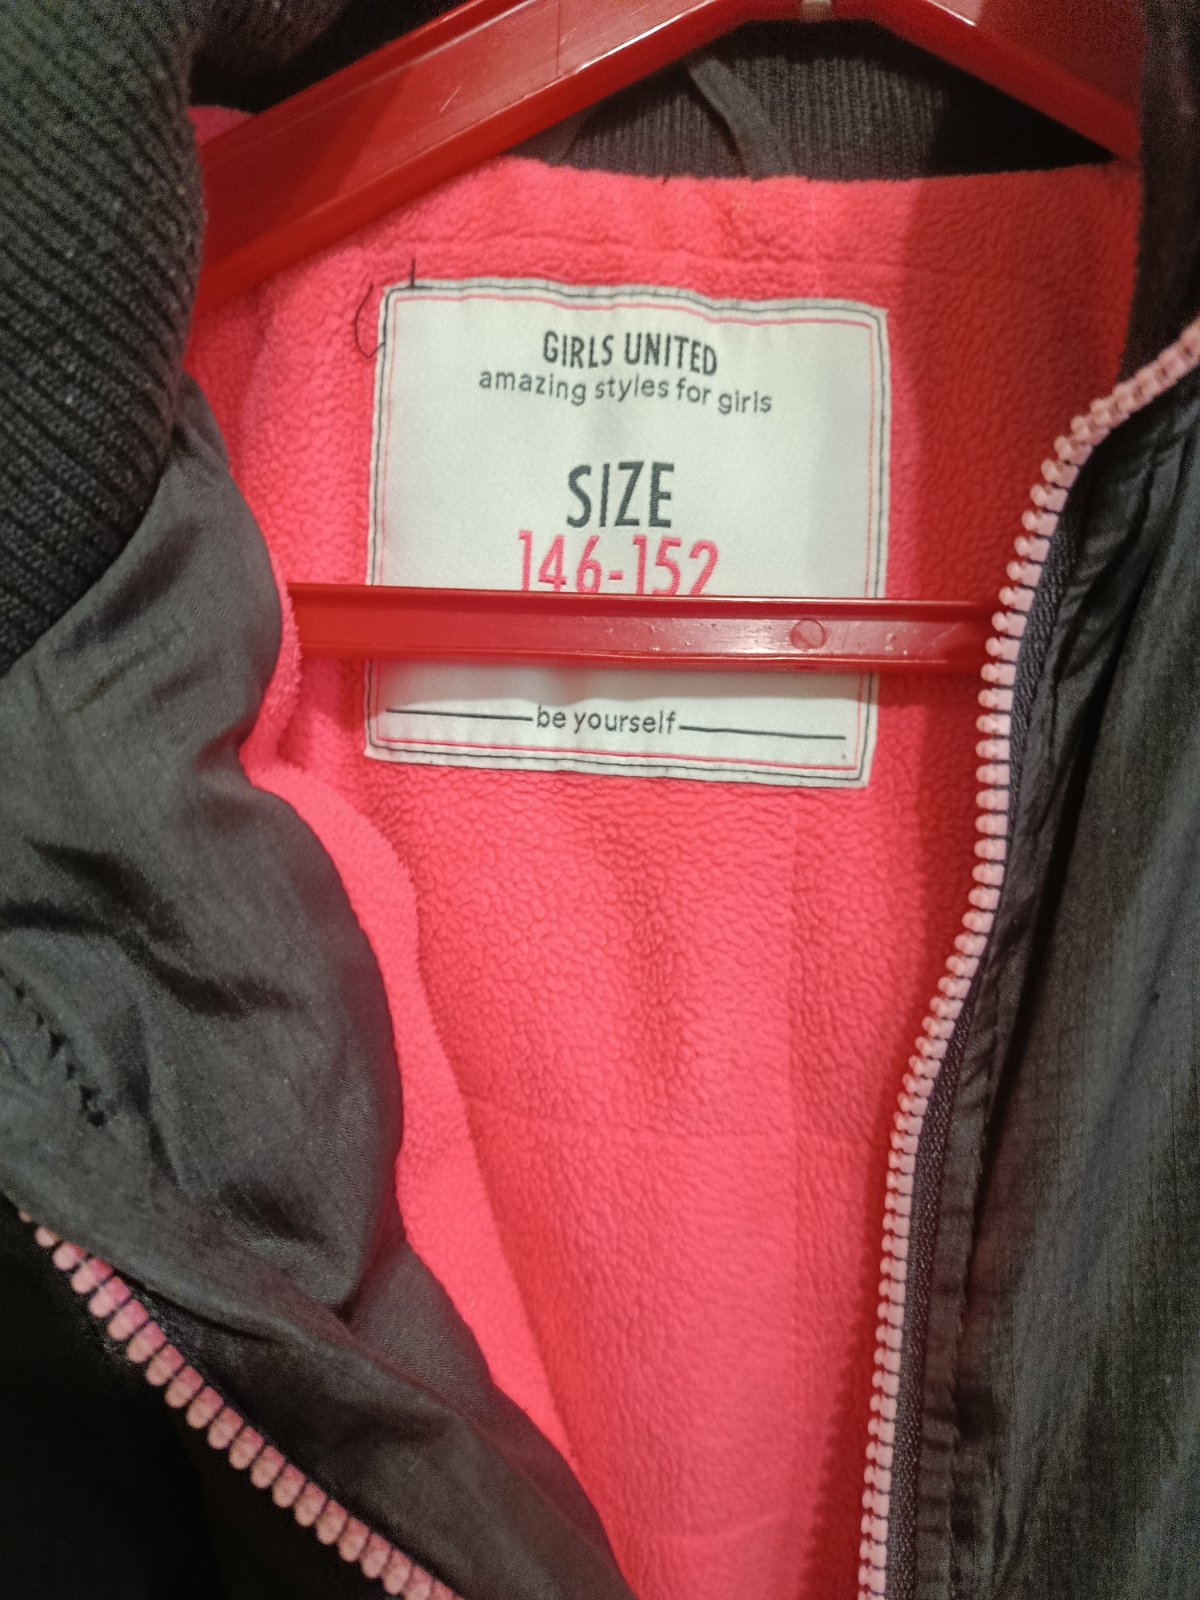 GIRLS UNITED
amazing styles for girls
SIZE
146-152
be yourself